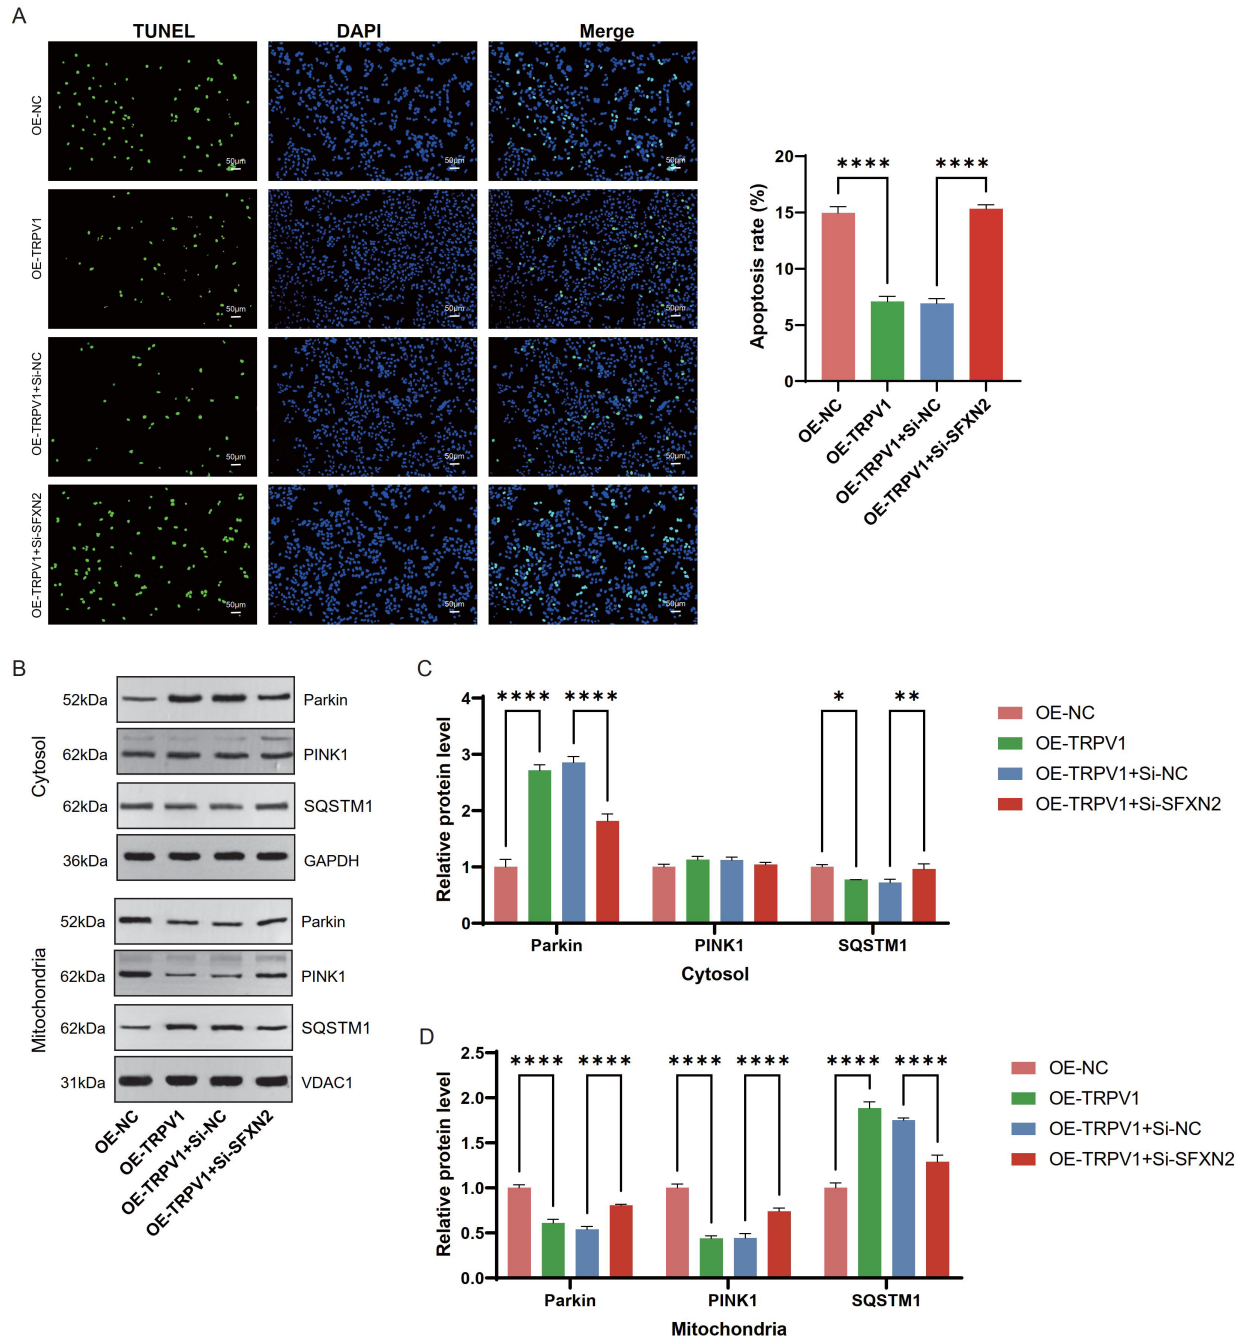 A
TUNEL DAPI Merge
OE-NC
50μm 50μm 50μm
OE-TRPV1
50μm 50μm 50μm
OE-TRPV1+Si-NC
50μm 50μm 50μm
OE-TRPV1+Si-SFXN2
50μm 50μm 50μm
Apoptosis rate (%)
20
15
10
5
0
**** ****
OE-NC
OE-TRPV1
OE-TRPV1+Si-NC
OE-TRPV1+Si-SFXN2
B
Cytosol
52kDa Parkin
62kDa PINK1
62kDa SQSTM1
36kDa GAPDH
Mitochondria
52kDa Parkin
62kDa PINK1
62kDa SQSTM1
31kDa VDAC1
OE-NC
OE-TRPV1
OE-TRPV1+Si-NC
OE-TRPV1+Si-SFXN2
C
Relative protein level
4
3
2
1
0
**** **** * **
Parkin PINK1 SQSTM1
Cytosol
OE-NC
OE-TRPV1
OE-TRPV1+Si-NC
OE-TRPV1+Si-SFXN2
D
Relative protein level
2.5
2.0
1.5
1.0
0.5
0.0
**** **** **** **** **** ****
Parkin PINK1 SQSTM1
Mitochondria
OE-NC
OE-TRPV1
OE-TRPV1+Si-NC
OE-TRPV1+Si-SFXN2